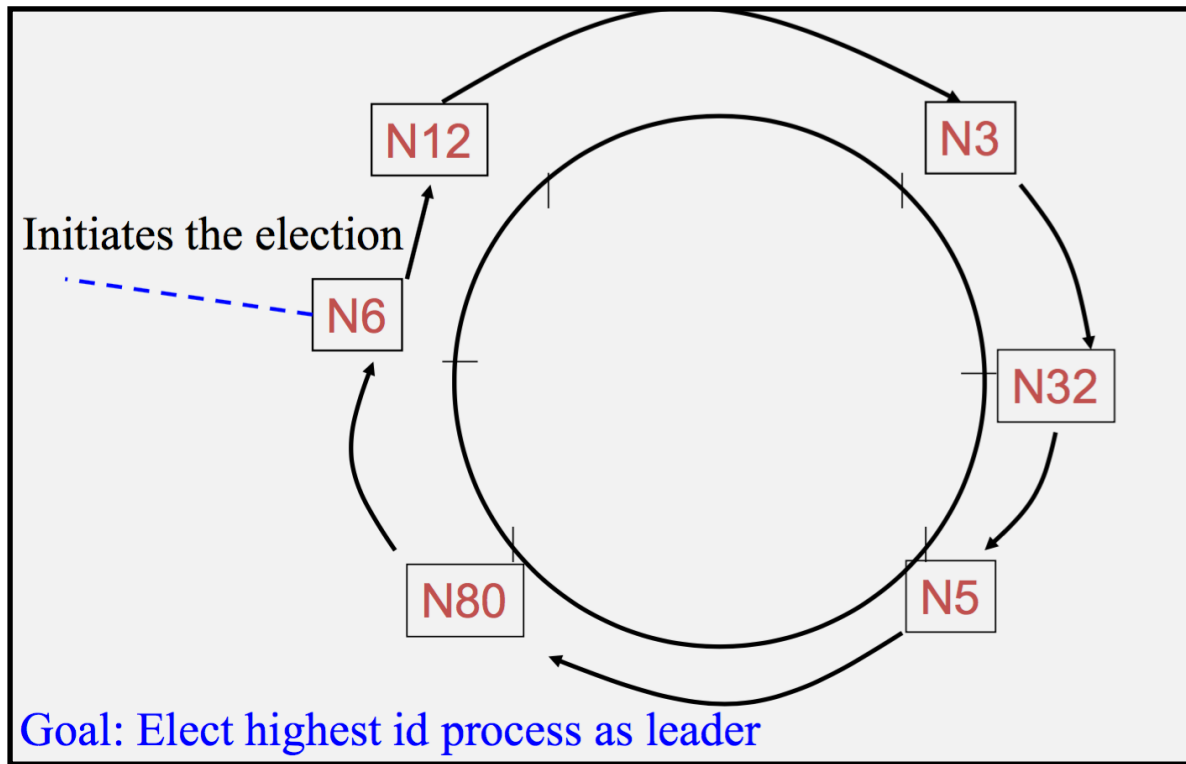 N12
N3
Initiates the election
N6
N32
N80
N5
Goal: Elect highest id process as leader